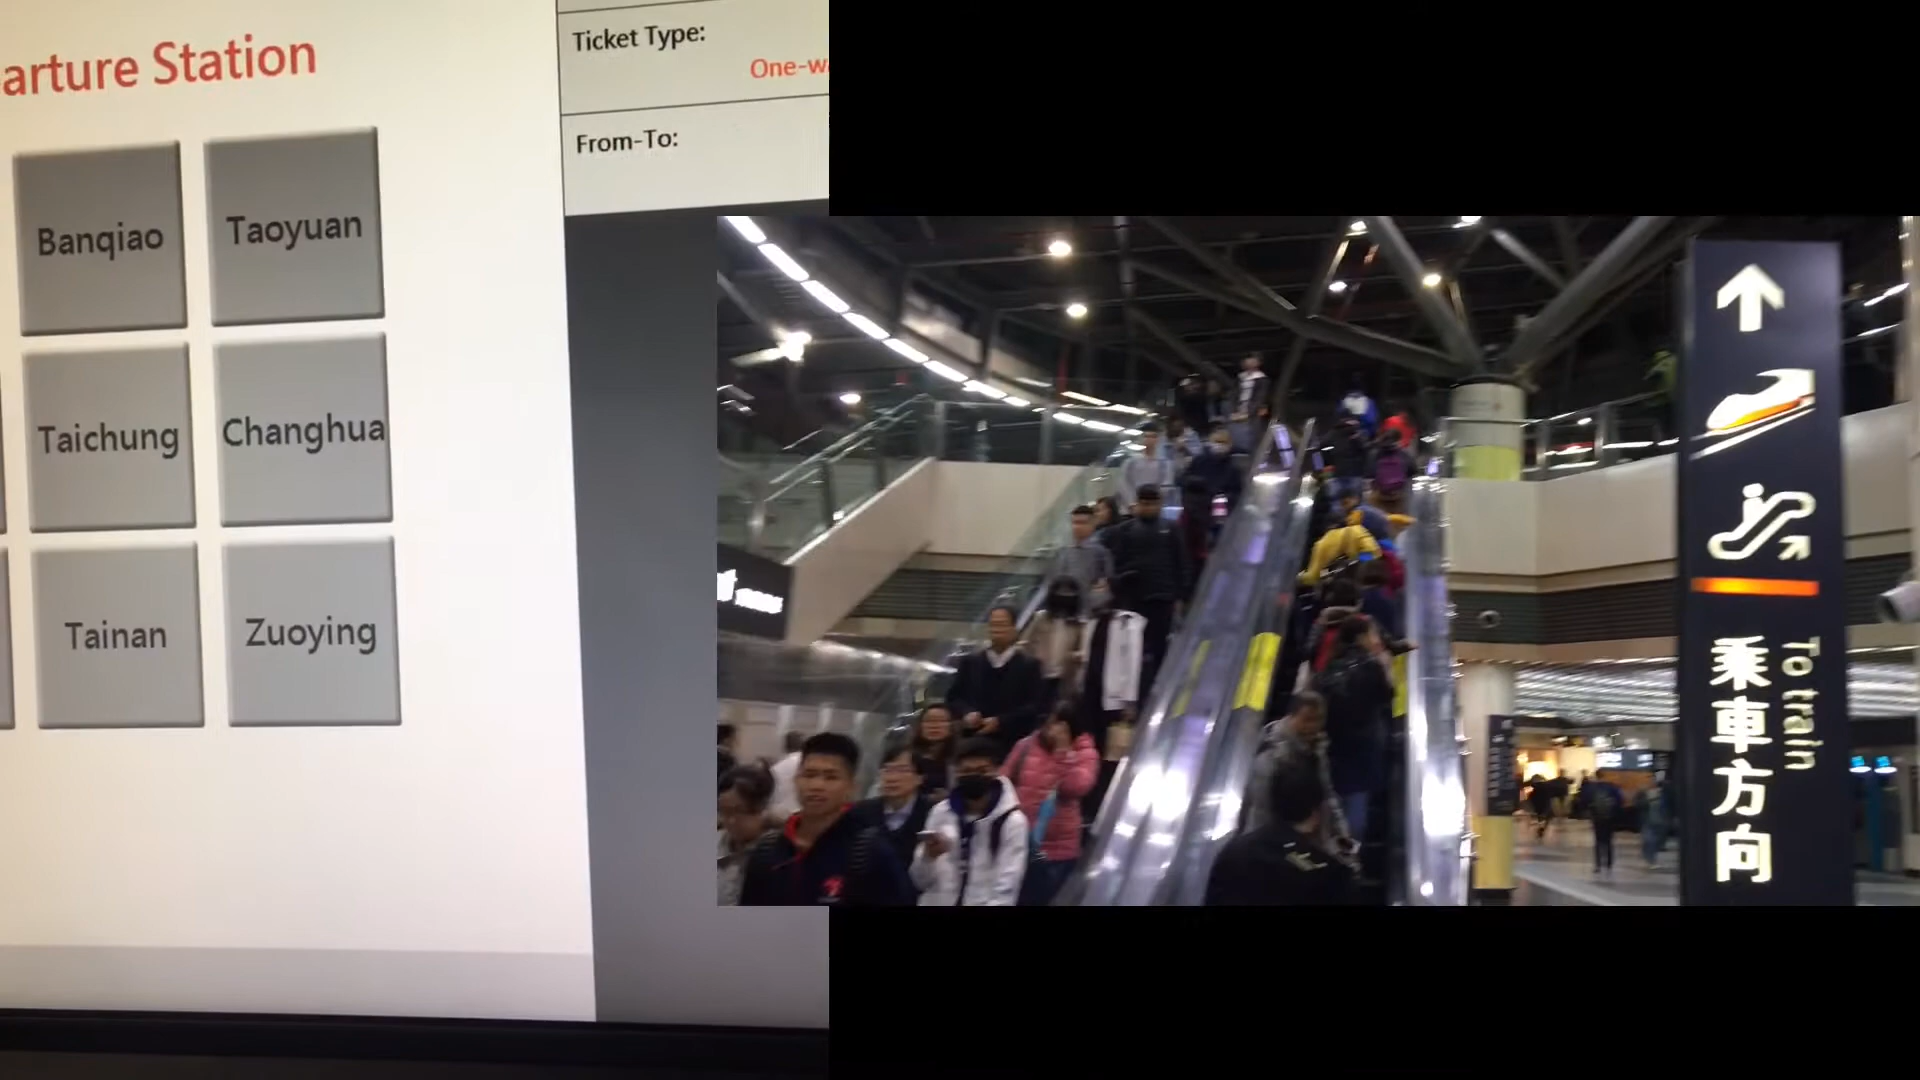 arture Station
Banqiao
Taoyuan
Taichung
Changhua
Tainan
Zuoying
Ticket Type:
One-wa
From-To:
乘車方向
To train